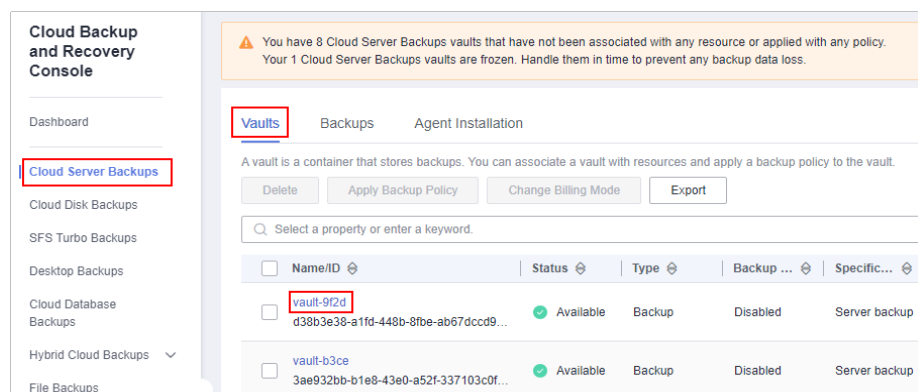 Cloud Backup
and Recovery
Console
Dashboard
Cloud Server Backups
Cloud Disk Backups
SFS Turbo Backups
Desktop Backups
Cloud Database
Backups
Hybrid Cloud Backups
File Backups
You have 8 Cloud Server Backups vaults that have not been associated with any resource or applied with any policy.
Your 1 Cloud Server Backups vaults are frozen. Handle them in time to prevent any backup data loss.
Vaults Backups Agent Installation
A vault is a container that stores backups. You can associate a vault with resources and apply a backup policy to the vault.
Delete Apply Backup Policy Change Billing Mode Export
Select a property or enter a keyword.
Name/ID Status Type Backup ... Specific...
vault-9f2d
d38b3e38-a1fd-448b-8fbe-ab67dccd9... Available Backup Disabled Server backup
vault-b3ce
3ae932bb-b1e8-43e0-a52f-337103c0f... Available Backup Disabled Server backup